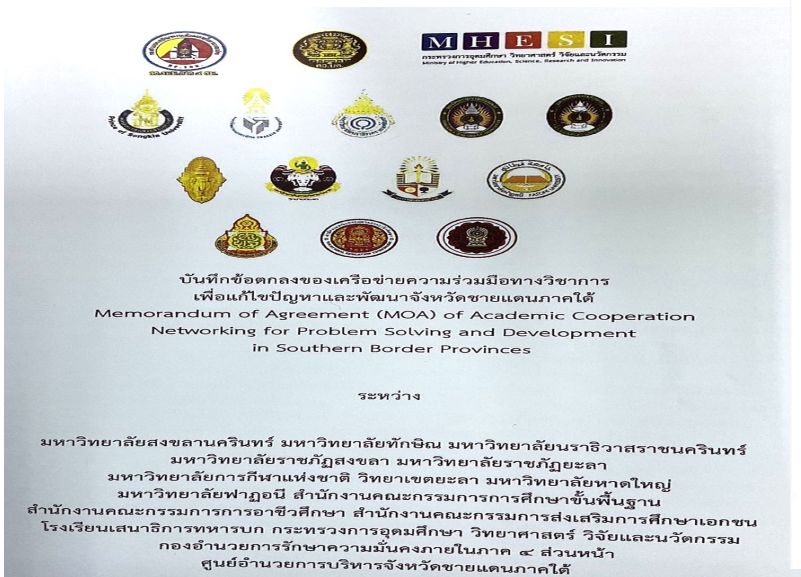 MHESI
กระทรวงการอุดมศึกษา วิทยาศาสตร์ วิจัยและนวัตกรรม
Ministry of Higher Education, Science, Research and Innovation
Prince of Songkla University
บันทึกข้อตกลงของเครือข่ายความร่วมมือทางวิชาการ
เพื่อแก้ไขปัญหาและพัฒนาจังหวัดชายแดนภาคใต้
Memorandum of Agreement (MOA) of Academic Cooperation
Networking for Problem Solving and Development
in Southern Border Provinces
ระหว่าง
มหาวิทยาลัยสงขลานครินทร์ มหาวิทยาลัยทักษิณ มหาวิทยาลัยนราธิวาสราชนครินทร์
มหาวิทยาลัยราชภัฏสงขลา มหาวิทยาลัยราชภัฏยะลา
มหาวิทยาลัยการกีฬาแห่งชาติ วิทยาเขตยะลา มหาวิทยาลัยหาดใหญ่
มหาวิทยาลัยฟาฏอนี สำนักงานคณะกรรมการการศึกษาขั้นพื้นฐาน
สำนักงานคณะกรรมการการอาชีวศึกษา สำนักงานคณะกรรมการส่งเสริมการศึกษาเอกชน
โรงเรียนเสนาธิการทหารบก กระทรวงการอุดมศึกษา วิทยาศาสตร์ วิจัยและนวัตกรรม
กองอำนวยการรักษาความมั่นคงภายในภาค ๔ ส่วนหน้า
ศูนย์อำนวยการบริหารจังหวัดชายแดนภาคใต้